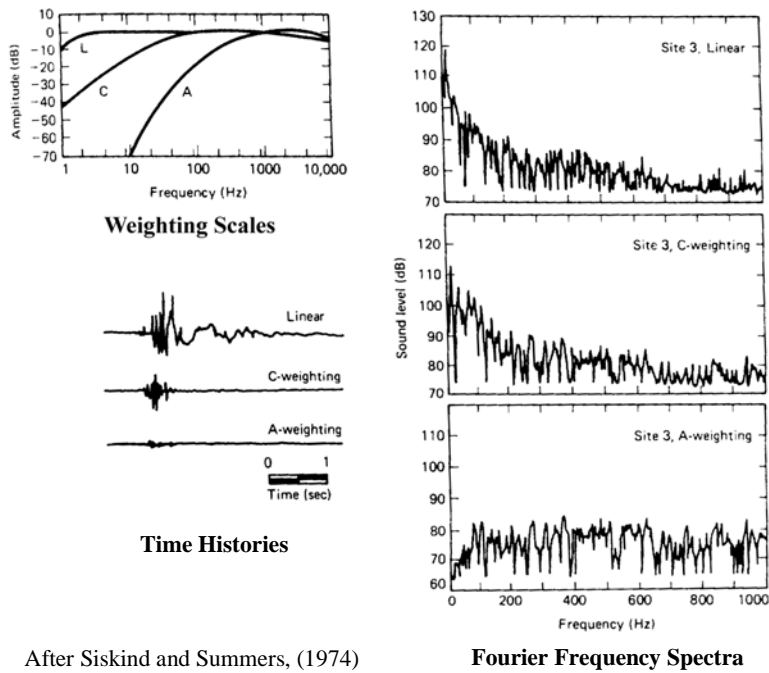 10
0
-10
-20
-30
-40
-50
-60
-70
Amplitude (dB)
L
C
A
1
10
100
1000
10,000
Frequency (Hz)
Weighting Scales
Linear
C-weighting
A-weighting
0 1
Time (sec)
Time Histories
After Siskind and Summers, (1974)
130
120
110
100
90
80
70
Site 3, Linear
120
110
100
90
80
70
Site 3, C-weighting
Sound level (dB)
110
100
90
80
70
60
Site 3, A-weighting
0 200 400 600 800 1000
Frequency (Hz)
Fourier Frequency Spectra